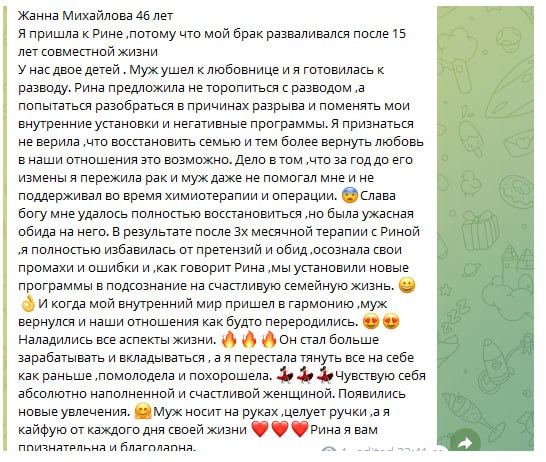 Жанна Михайлова 46 лет
Я пришла к Рине ,потому что мой брак разваливался после 15
лет совместной жизни
У нас двое детей . Муж ушел к любовнице и я готовилась к
разводу. Рина предложила не торопиться с разводом ,а
попытаться разобраться в причинах разрыва и поменять мои
внутренние установки и негативные программы. Я признаться
не верила ,что восстановить семью и тем более вернуть любовь
в наши отношения это возможно. Дело в том ,что за год до его
измены я пережила рак и муж даже не помогал мне и не
поддерживал во время химиотерапии и операции. 😨Слава
богу мне удалось полностью восстановиться ,но была ужасная
обида на него. В результате после 3х месячной терапии с Риной
,я полностью избавилась от претензий и обид ,осознала свои
промахи и ошибки и ,как говорит Рина ,мы установили новые
программы в подсознание на счастливую семейную жизнь. 😀
👌И когда мой внутренний мир пришел в гармонию ,муж
вернулся и наши отношения как будто переродились. 😍😍
Наладились все аспекты жизни. 🔥🔥🔥Он стал больше
зарабатывать и вкладываться , а я перестала тянуть все на себе
как раньше ,помолодела и похорошела. 💃💃💃Чувствую себя
абсолютно наполненной и счастливой женщиной. Появились
новые увлечения. 🤗Муж носит на руках ,целует ручки ,а я
кайфую от каждого дня своей жизни ❤️❤️❤️Рина я вам
признательна и благодарна.